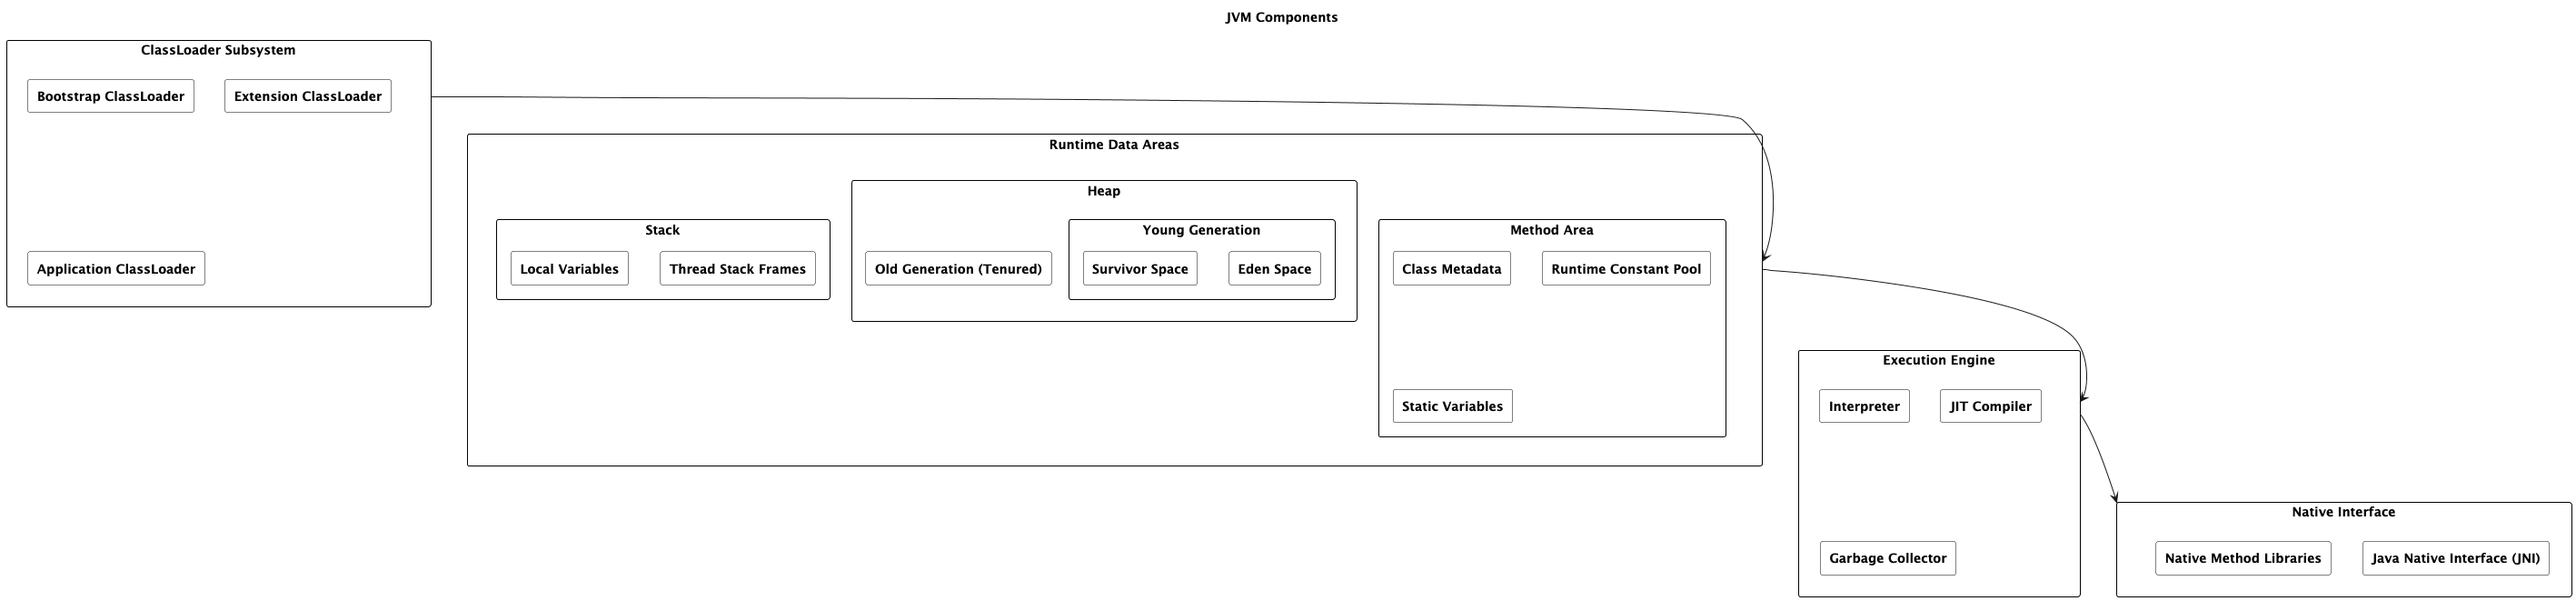 JVM Components
ClassLoader Subsystem
Bootstrap ClassLoader
Extension ClassLoader
Application ClassLoader
Runtime Data Areas
Stack
Local Variables
Thread Stack Frames
Heap
Old Generation (Tenured)
Young Generation
Survivor Space
Eden Space
Method Area
Class Metadata
Runtime Constant Pool
Static Variables
Execution Engine
Interpreter
JIT Compiler
Garbage Collector
Native Interface
Native Method Libraries
Java Native Interface (JNI)